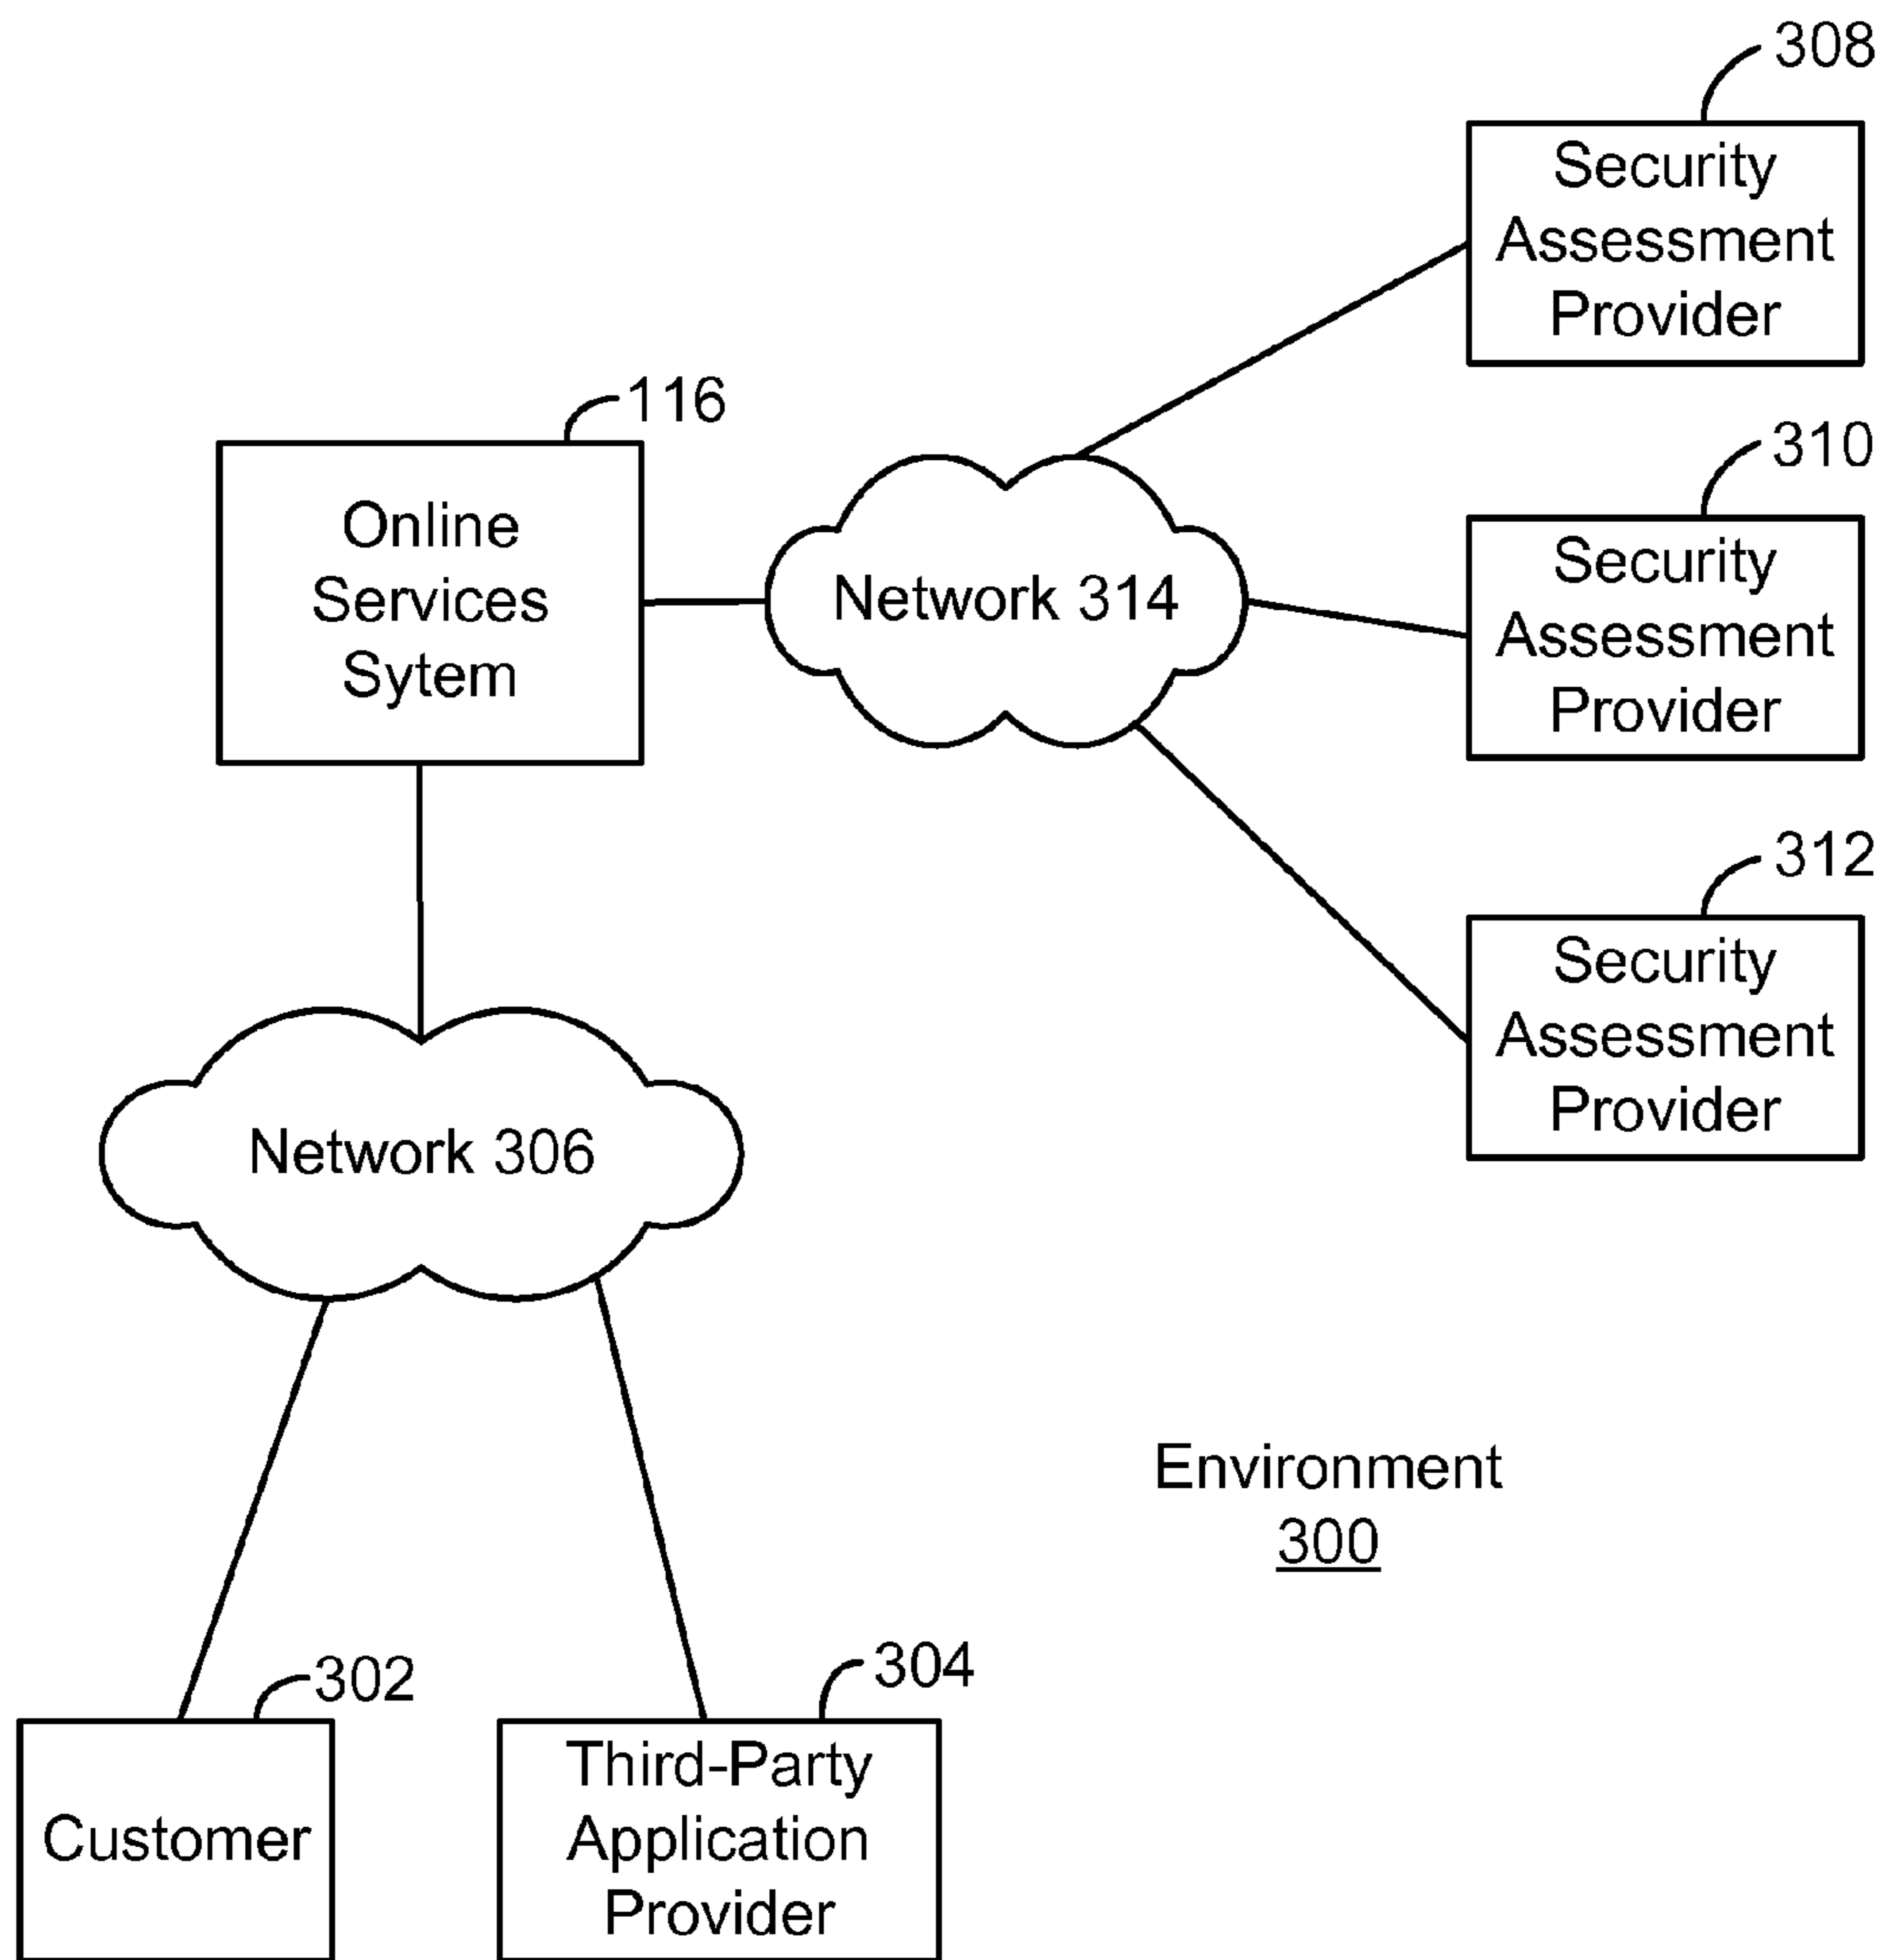 308
Security
Assessment
Provider
116
Online
Services
Sytem
Network 314
310
Security
Assessment
Provider
312
Security
Assessment
Provider
Network 306
Environment
300
302
Customer
304
Third-Party
Application
Provider